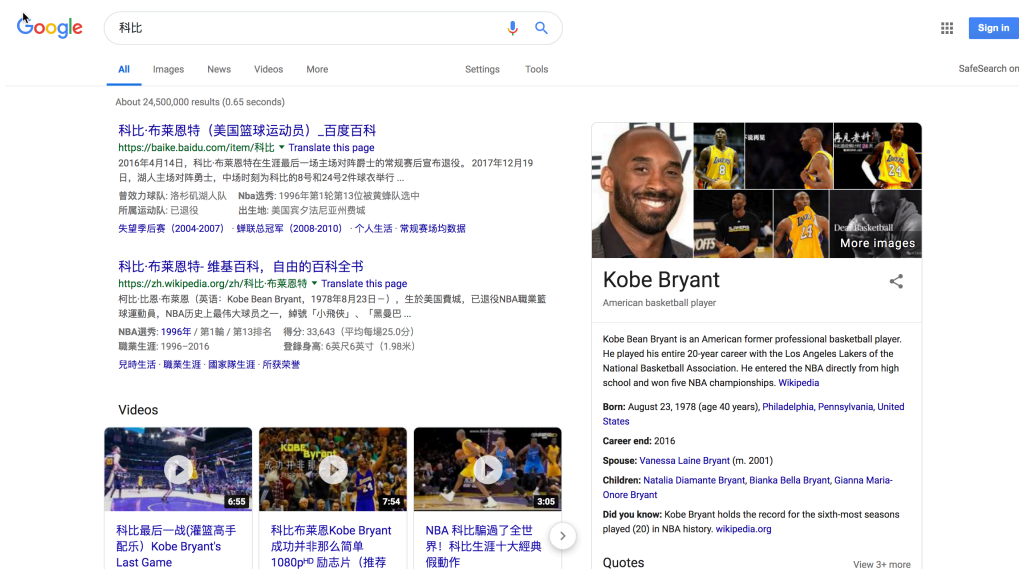 Google
科比
Sign in
All Images News Videos More Settings Tools
SafeSearch on
About 24,500,000 results (0.65 seconds)
科比·布莱恩特（美国篮球运动员）_百度百科
https://baike.baidu.com/item/科比 ▼ Translate this page
2016年4月14日，科比·布莱恩特在生涯最后一场主场对阵爵士的常规赛后宣布退役。 2017年12月19
日，湖人主场对阵勇士，中场时刻为科比的8号和24号2件球衣举行 ...
曾效力球队: 洛杉矶湖人队 Nba选秀: 1996年第1轮第13位被黄蜂队选中
所属运动队: 已退役 出生地: 美国宾夕法尼亚州费城
失望季后赛（2004-2007） · 蝉联总冠军（2008-2010） · 个人生活 · 常规赛场均数据
科比·布莱恩特- 维基百科，自由的百科全书
https://zh.wikipedia.org/zh/科比·布莱恩特 ▼ Translate this page
柯比·比恩·布萊恩（英语：Kobe Bean Bryant，1978年8月23日－），生於美國費城，已退役NBA職業籃
球運動員，NBA历史上最伟大球员之一，綽號「小飛俠」、「黑曼巴 ...
NBA選秀: 1996年 / 第1輪 / 第13排名 得分: 33,643（平均每場25.0分）
職業生涯: 1996–2016 登錄身高: 6英尺6英寸（1.98米）
兒時生活 · 職業生涯 · 國家隊生涯 · 所获荣誉
Videos
6:55
KOBE
Bryant
成功并非
7:54
3:05
科比最后一战(灌篮高手
配乐）Kobe Bryant's
Last Game
科比布莱恩Kobe Bryant
成功并非那么简单
1080pᴴᴰ 励志片（推荐
NBA 科比騙過了全世
界！科比生涯十大經典
假動作
8
不说再见
再见老科
24
24
24
Dear Basketball
More images
Kobe Bryant
American basketball player
Kobe Bean Bryant is an American former professional basketball player.
He played his entire 20-year career with the Los Angeles Lakers of the
National Basketball Association. He entered the NBA directly from high
school and won five NBA championships. Wikipedia
Born: August 23, 1978 (age 40 years), Philadelphia, Pennsylvania, United
States
Career end: 2016
Spouse: Vanessa Laine Bryant (m. 2001)
Children: Natalia Diamante Bryant, Bianka Bella Bryant, Gianna Maria-
Onore Bryant
Did you know: Kobe Bryant holds the record for the sixth-most seasons
played (20) in NBA history. wikipedia.org
Quotes
View 3+ more